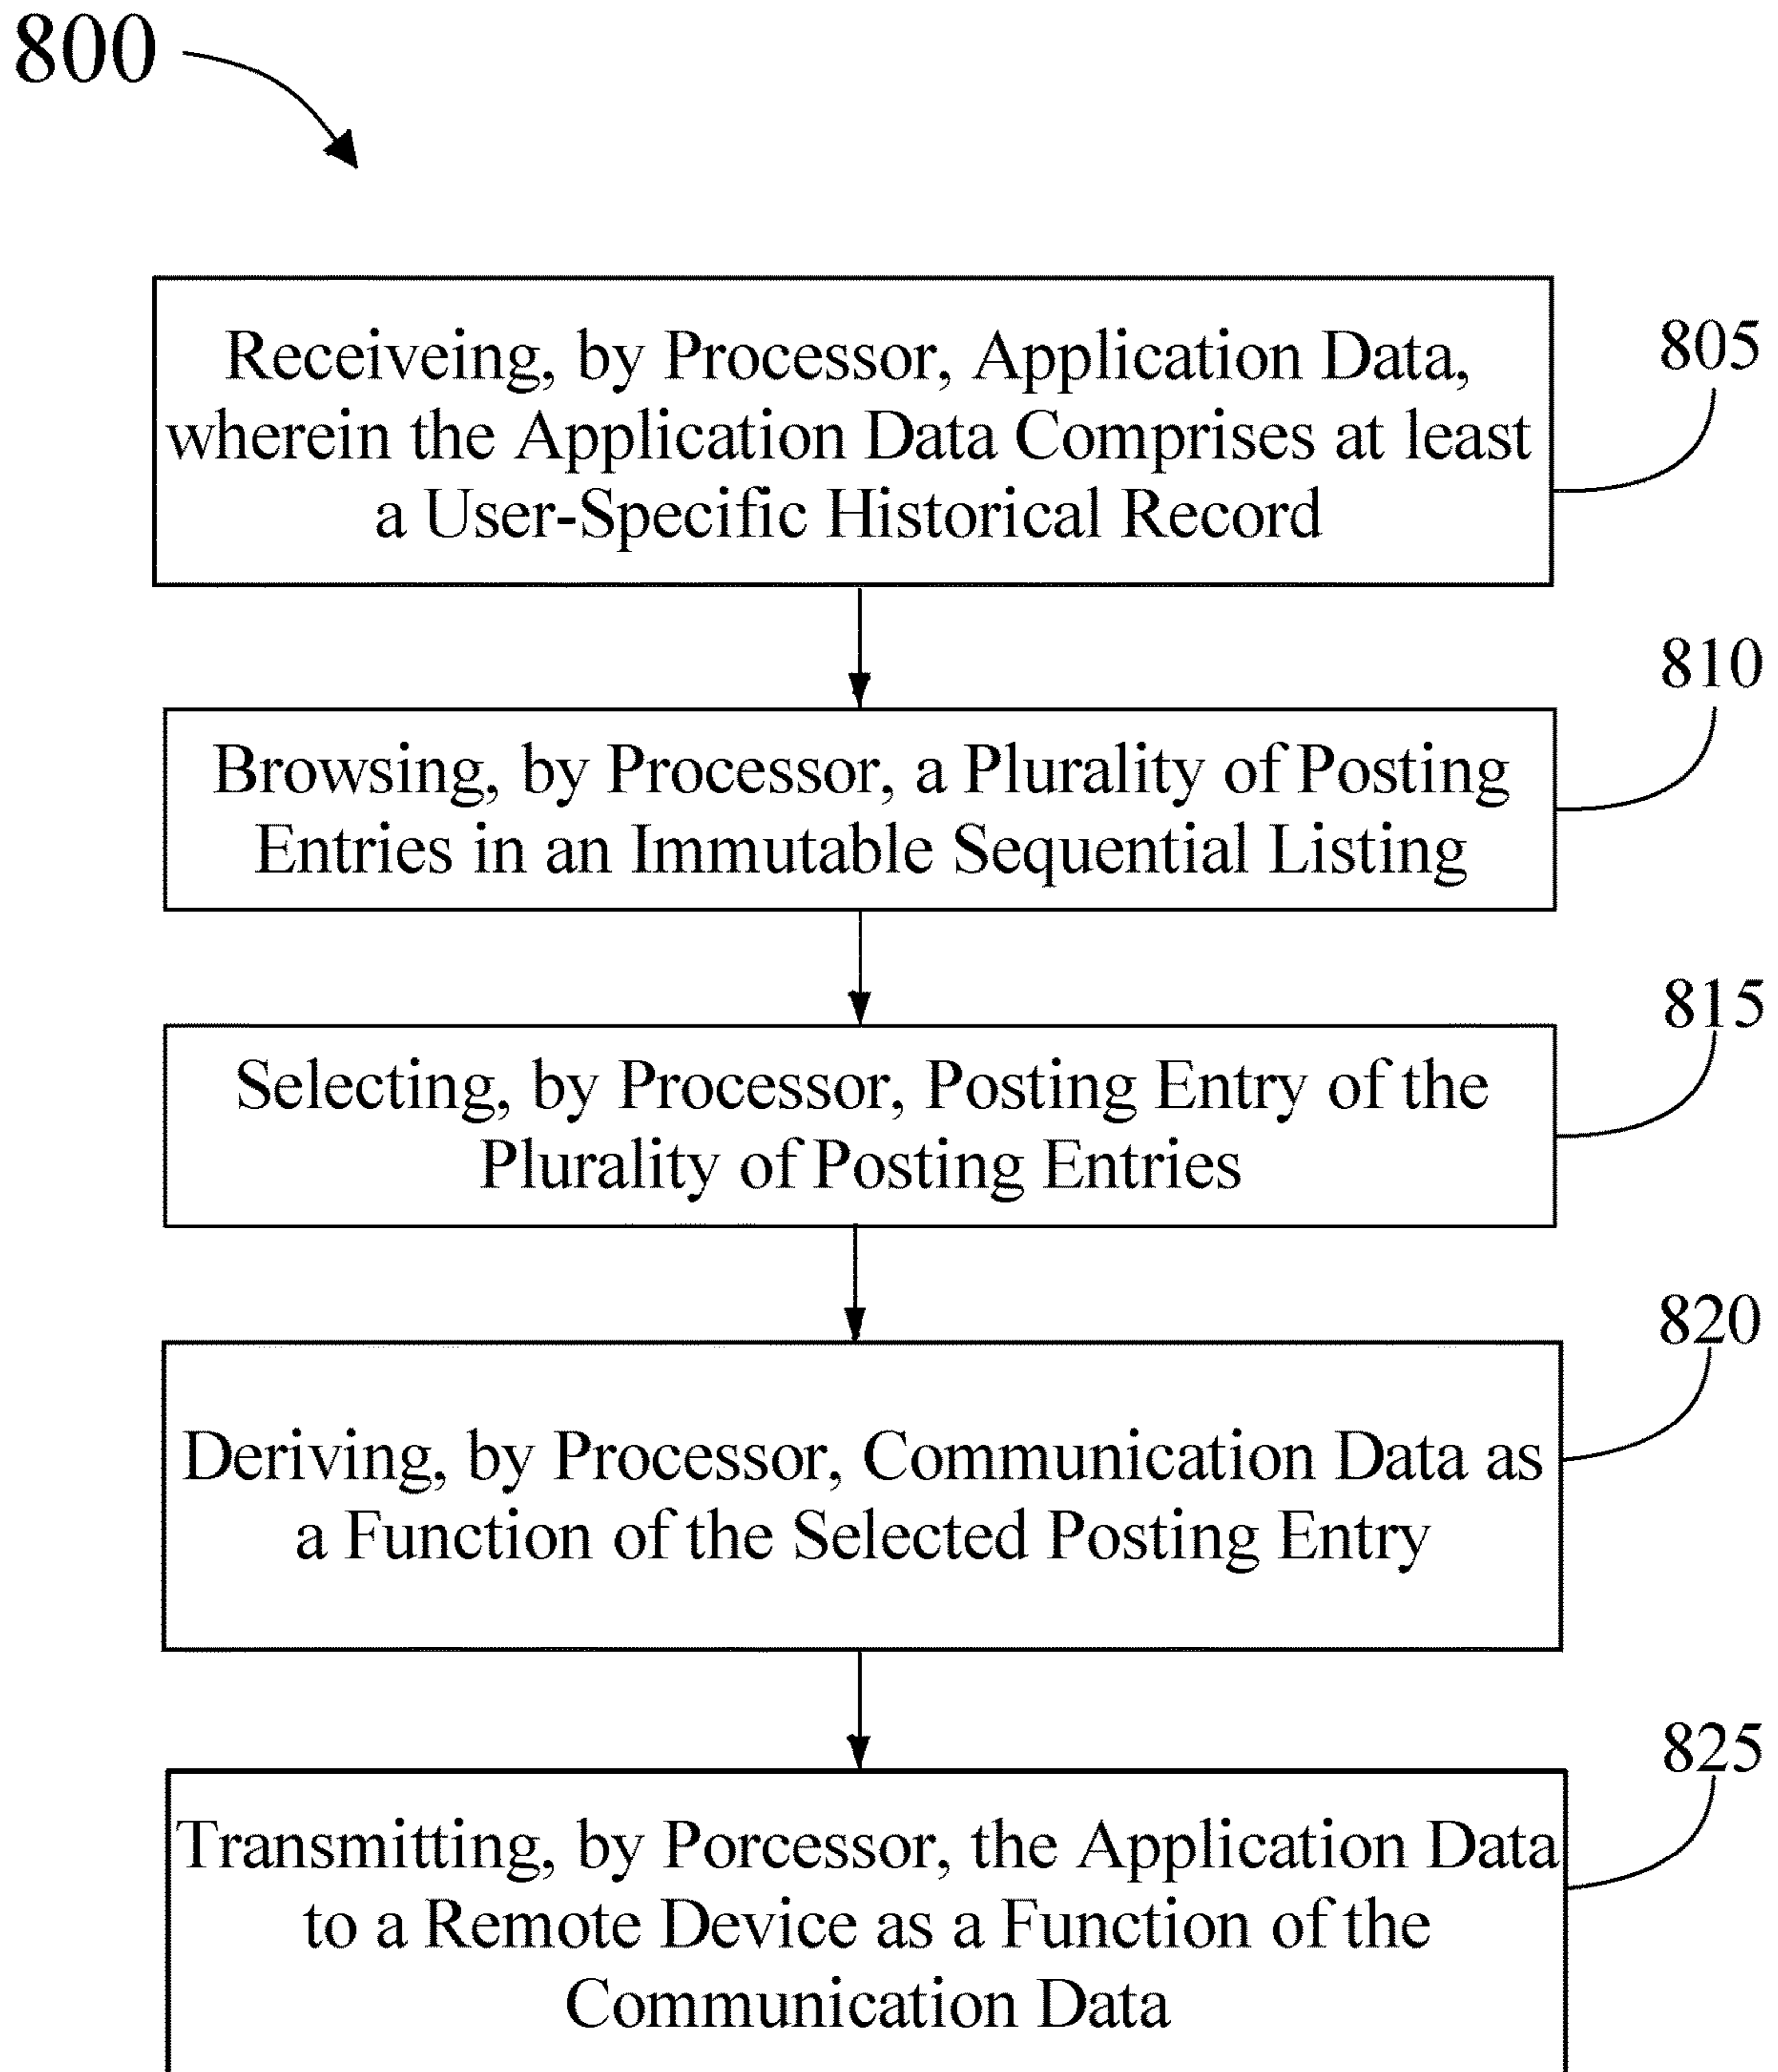 800
Receiveing, by Processor, Application Data,
wherein the Application Data Comprises at least
a User-Specific Historical Record
805
Browsing, by Processor, a Plurality of Posting
Entries in an Immutable Sequential Listing
810
Selecting, by Processor, Posting Entry of the
Plurality of Posting Entries
815
Deriving, by Processor, Communication Data as
a Function of the Selected Posting Entry
820
Transmitting, by Porcessor, the Application Data
to a Remote Device as a Function of the
Communication Data
825